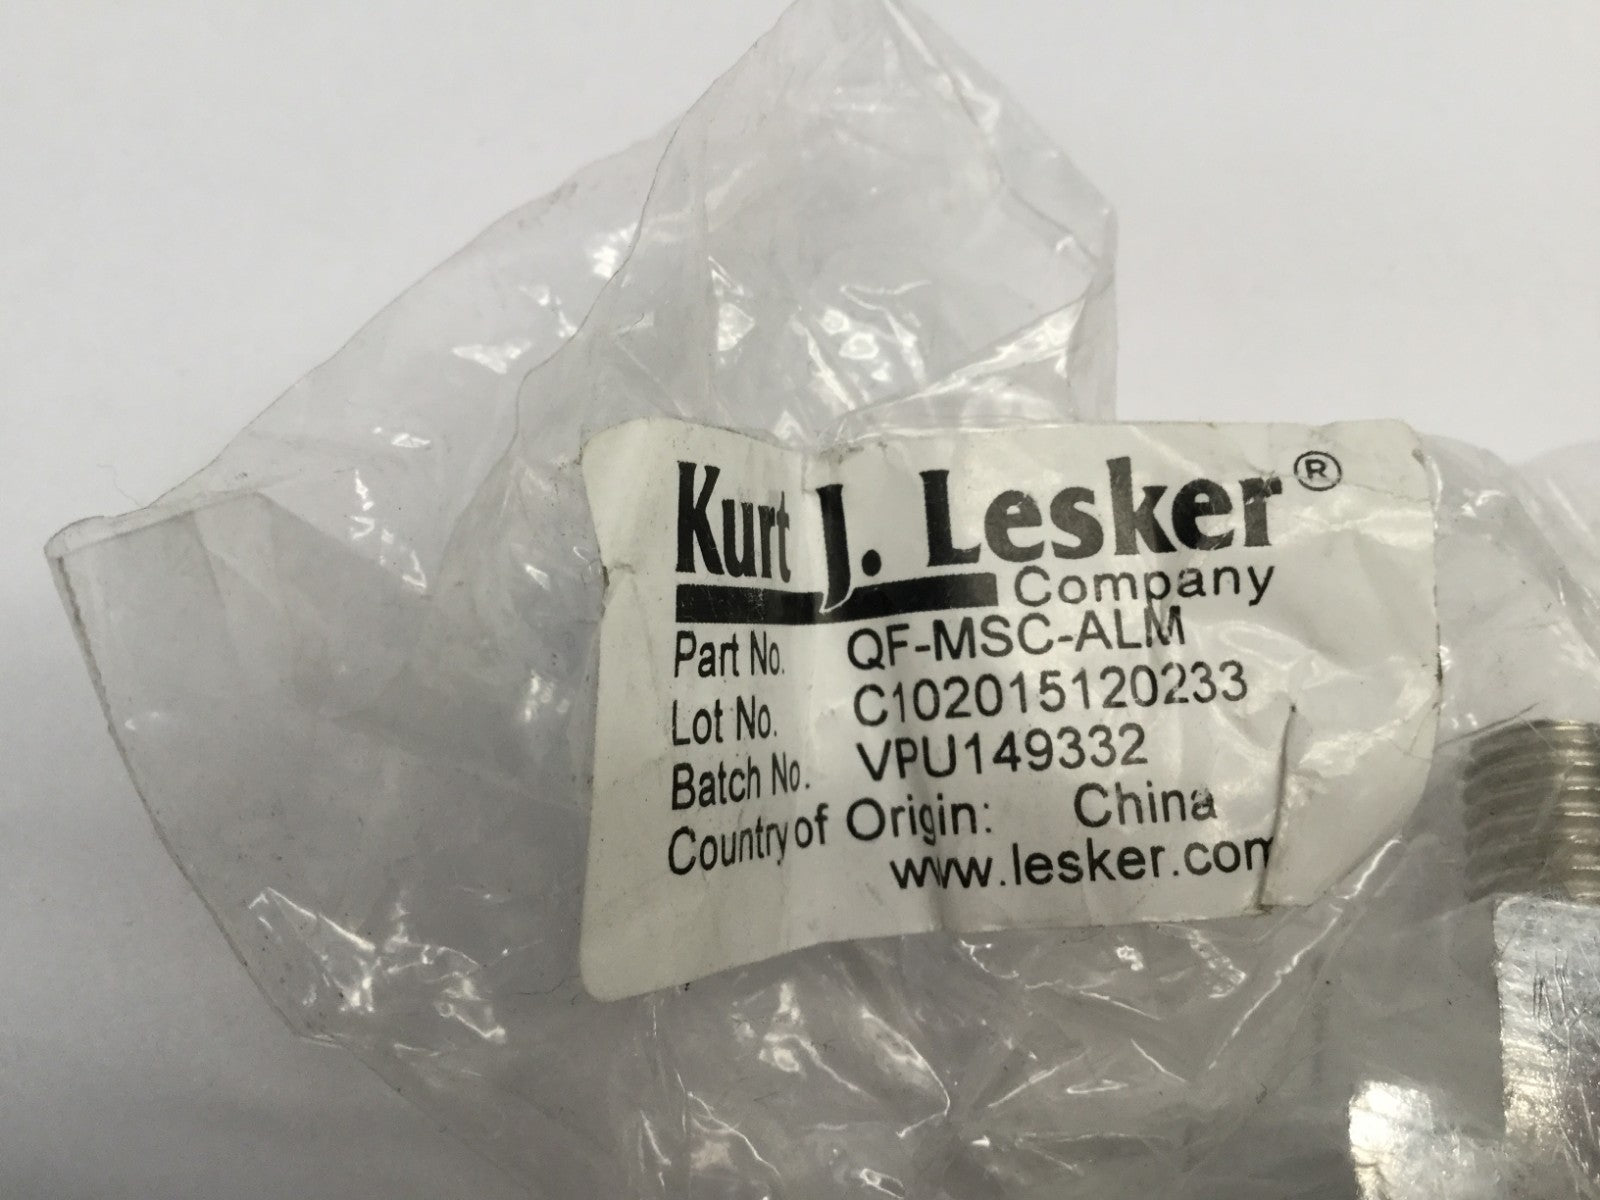 Kurt J. Lesker®
Company
Part No. QF-MSC-ALM
Lot No. C102015120233
Batch No. VPU149332
Country of Origin: China
www.lesker.com